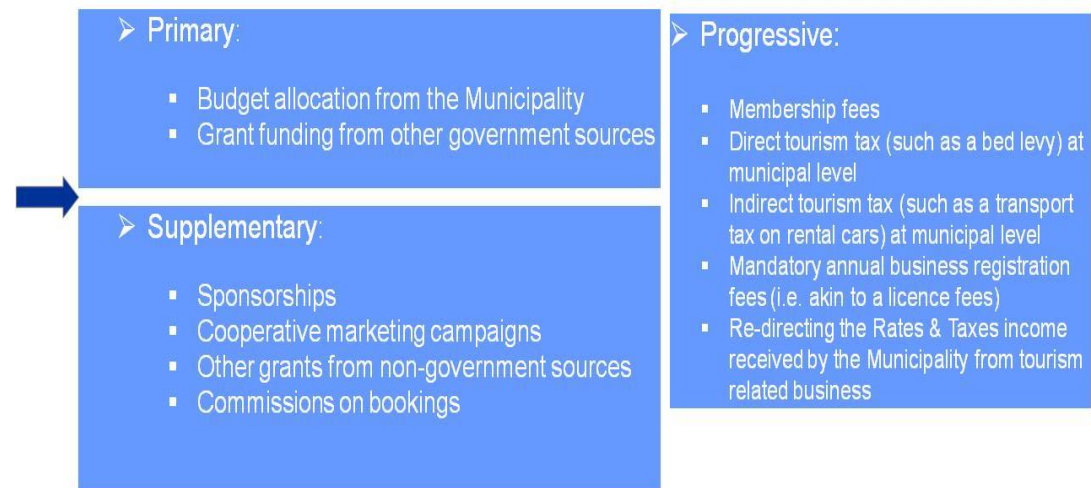 ➢ Primary:
▪ Budget allocation from the Municipality
▪ Grant funding from other government sources
➢ Supplementary:
▪ Sponsorships
▪ Cooperative marketing campaigns
▪ Other grants from non-government sources
▪ Commissions on bookings
➢ Progressive:
▪ Membership fees
▪ Direct tourism tax (such as a bed levy) at
municipal level
▪ Indirect tourism tax (such as a transport
tax on rental cars) at municipal level
▪ Mandatory annual business registration
fees (i.e. akin to a licence fees)
▪ Re-directing the Rates & Taxes income
received by the Municipality from tourism
related business